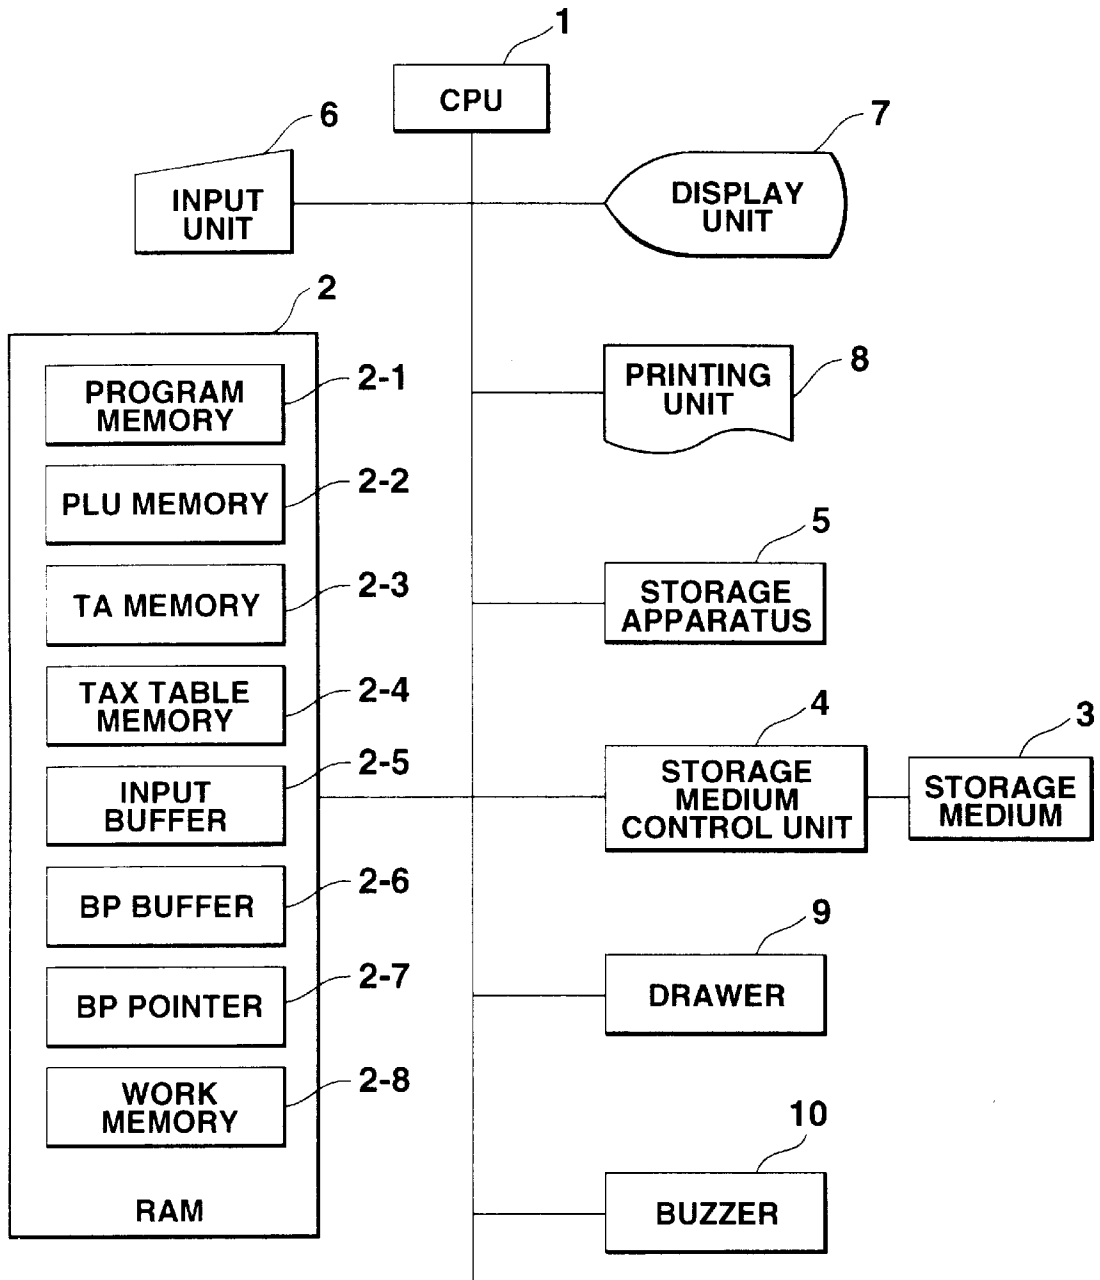 1
CPU
6
INPUT
UNIT
7
DISPLAY
UNIT
2
2-1
PROGRAM
MEMORY
2-2
PLU MEMORY
2-3
TA MEMORY
2-4
TAX TABLE
MEMORY
2-5
INPUT
BUFFER
2-6
BP BUFFER
2-7
BP POINTER
2-8
WORK
MEMORY
RAM
8
PRINTING
UNIT
5
STORAGE
APPARATUS
4
STORAGE
MEDIUM
CONTROL UNIT
3
STORAGE
MEDIUM
9
DRAWER
10
BUZZER